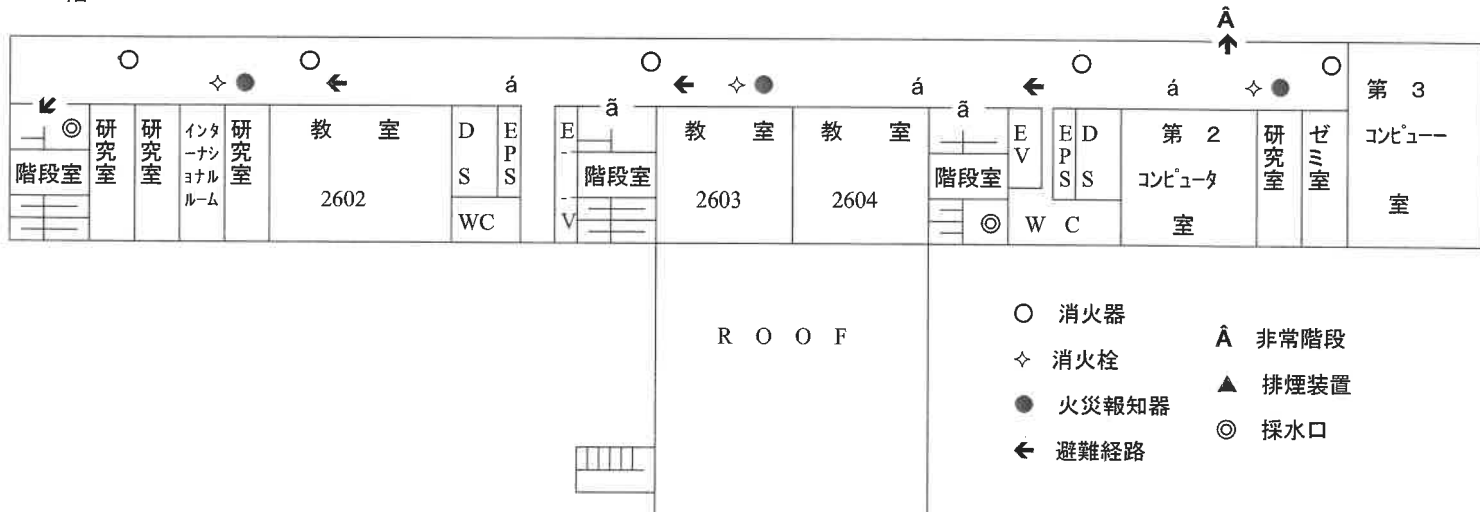 Â
á
á
á
ã
ã
研究室
研究室
インタ
ーナシ
ョナル
ルーム
研究室
教 室
2602
D S
EPS
WC
E--V
階段室
階段室
教 室
2603
教 室
2604
階段室
EV
EPS
D S
W C
第 2
コンピュータ
室
研究室
ゼミ室
第 3
コンピューー
室
R O O F
消火器
消火栓
火災報知器
避難経路
Â 非常階段
排煙装置
採水口